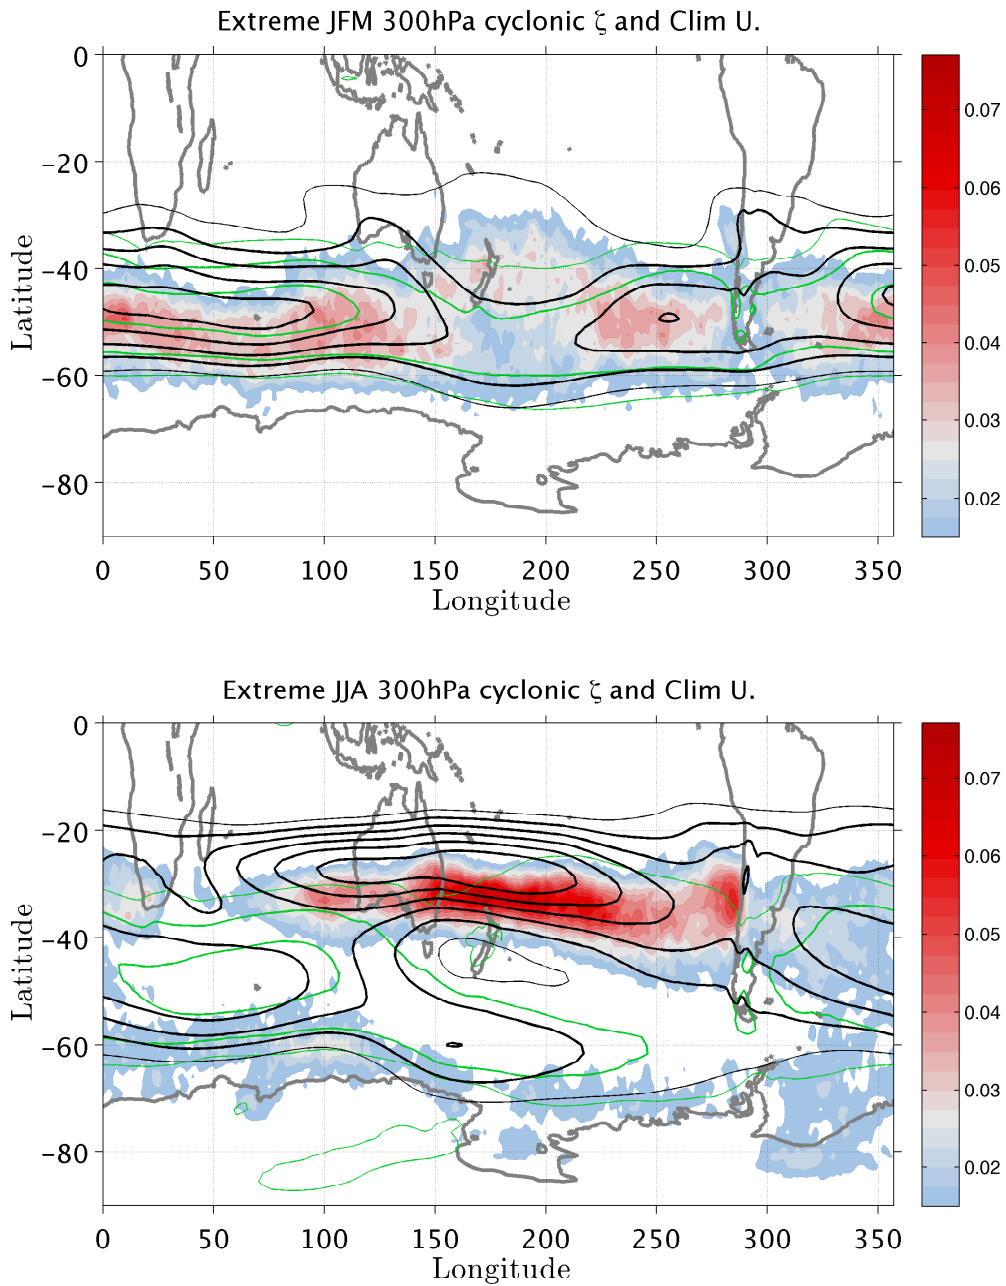 Extreme JFM 300hPa cyclonic ζ and Clim U.
0
−20
−40
−60
−80
Latitude
0 50 100 150 200 250 300 350
Longitude
0.07
0.06
0.05
0.04
0.03
0.02
Extreme JJA 300hPa cyclonic ζ and Clim U.
0
−20
−40
−60
−80
Latitude
0 50 100 150 200 250 300 350
Longitude
0.07
0.06
0.05
0.04
0.03
0.02